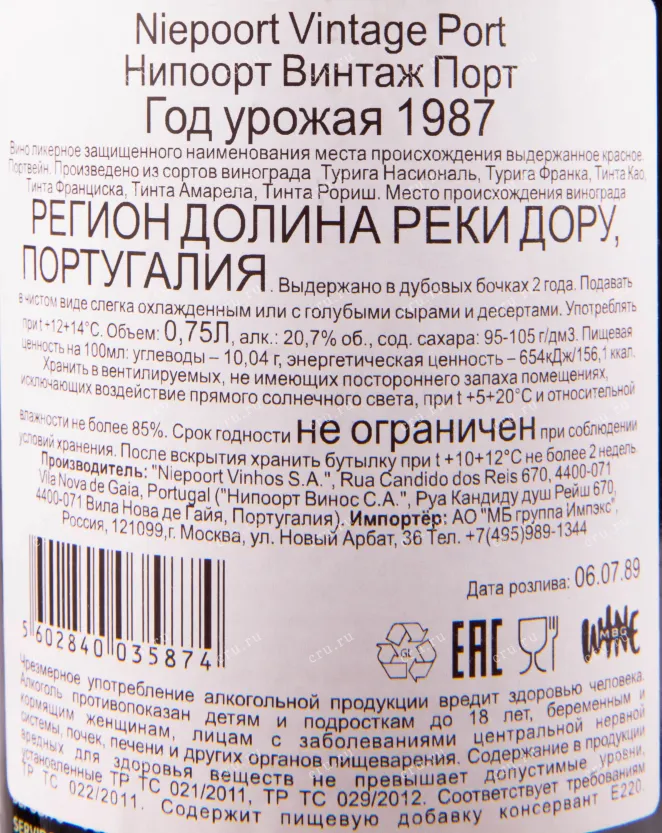 Niepoort Vintage Port
Нипоорт Винтаж Порт
Год урожая 1987
Вино ликерное защищенного наименования места происхождения выдержанное красное.
Портвейн. Произведено из сортов винограда Турига Насиональ, Турига Франка, Тинта Као,
Тинта Франциска, Тинта Амарела, Тинта Рориш. Место происхождения винограда
РЕГИОН ДОЛИНА РЕКИ ДОРУ,
ПОРТУГАЛИЯ. Выдержано в дубовых бочках 2 года. Подавать
в чистом виде слегка охлажденным или с голубыми сырами и десертами. Употреблять
при t +12+14°С. Объем: 0,75Л, алк.: 20,7% об., сод. сахара: 95-105 г/дм3. Пищевая
ценность на 100мл: углеводы – 10,04 г, энергетическая ценность – 654кДж/156,1 ккал.
Хранить в вентилируемых, не имеющих постороннего запаха помещениях,
исключающих воздействие прямого солнечного света, при t +5+20°С и относительной
влажности не более 85%. Срок годности не ограничен при соблюдении
условий хранения. После вскрытия хранить бутылку при t +10+12°С не более 2 недель
Производитель: "Niepoort Vinhos S.A.", Rua Candido dos Reis 670, 4400-071
Vila Nova de Gaia, Portugal ("Нипоорт Винос С.А.", Руа Кандиду душ Рейш 670,
4400-071 Вила Нова де Гайя, Португалия). Импортёр: АО "МБ группа Импэкс",
Россия, 121099,г. Москва, ул. Новый Арбат, 36 Тел. +7(495)989-1344
Дата розлива: 06.07.89
5 602840 035874
GL
EAC
WINE
MBG
Чрезмерное употребление алкогольной продукции вредит здоровью человека.
Алкоголь противопоказан детям и подросткам до 18 лет, беременным и
кормящим женщинам, лицам с заболеваниями центральной нервной
системы, почек, печени и других органов пищеварения. Содержание в продукции
вредных для здоровья веществ не превышает допустимые уровни,
установленные ТР ТС 021/2011, ТР ТС 029/2012. Соответствует требованиям
ТР ТС 022/2011. Содержит пищевую добавку консервант Е220.
cru.ru